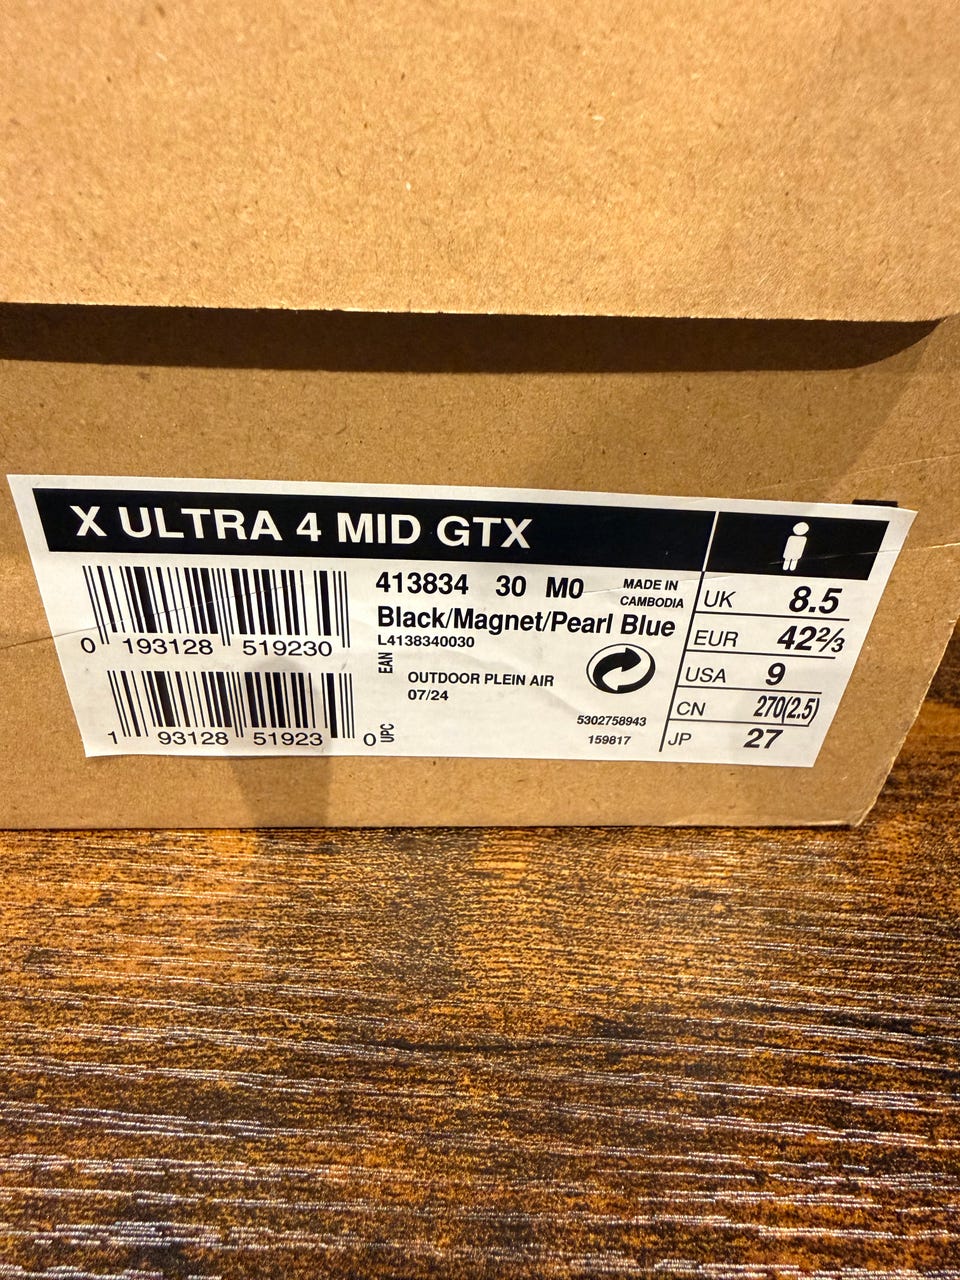 X ULTRA 4 MID GTX
0 193128 519230
EAN
1 93128 51923 0
UPC
413834 30 M0
MADE IN
CAMBODIA
Black/Magnet/Pearl Blue
L4138340030
OUTDOOR PLEIN AIR
07/24
5302758943
159817
UK 8.5
EUR 42⅔
USA 9
CN 270(2.5)
JP 27